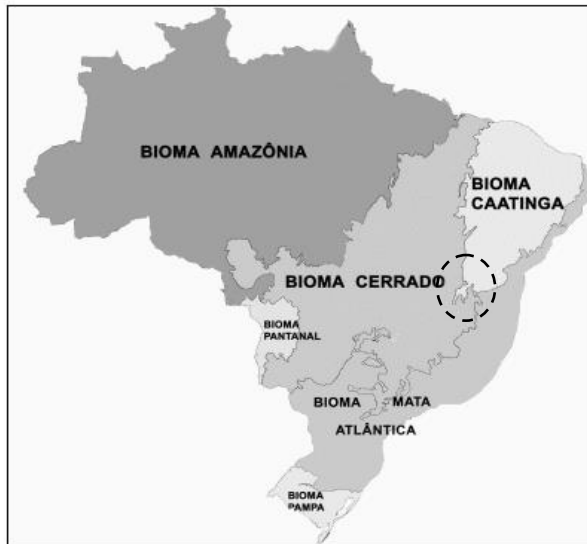 BIOMA AMAZÔNIA
BIOMA
CAATINGA
BIOMA CERRADO
BIOMA
PANTANAL
BIOMA MATA
ATLÂNTICA
BIOMA
PAMPA